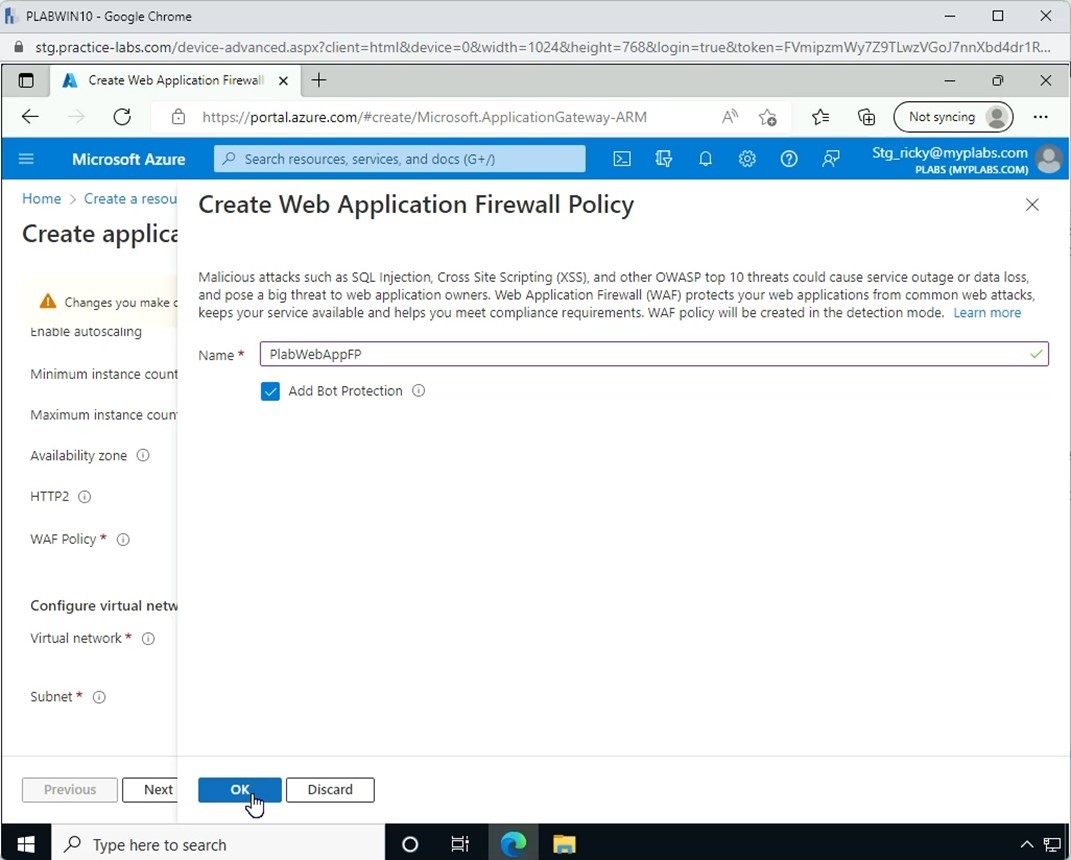 PLABWIN10 - Google Chrome
stg.practice-labs.com/device-advanced.aspx?client=html&device=0&width=1024&height=768&login=true&token=FVmipzmWy7Z9TLwzVGoJ7nnXbd4dr1R...
Create Web Application Firewall
https://portal.azure.com/#create/Microsoft.ApplicationGateway-ARM
Not syncing
Microsoft Azure
Search resources, services, and docs (G+/)
Stg_ricky@myplabs.com
PLABS (MYPLABS.COM)
Home > Create a resou
Create applica
Create Web Application Firewall Policy
Malicious attacks such as SQL Injection, Cross Site Scripting (XSS), and other OWASP top 10 threats could cause service outage or data loss,
and pose a big threat to web application owners. Web Application Firewall (WAF) protects your web applications from common web attacks,
keeps your service available and helps you meet compliance requirements. WAF policy will be created in the detection mode. Learn more
Name * PlabWebAppFP
Add Bot Protection
Changes you make
Enable autoscaling
Minimum instance count
Maximum instance coun
Availability zone
HTTP2
WAF Policy *
Configure virtual netw
Virtual network *
Subnet *
Previous Next
OK Discard
Type here to search